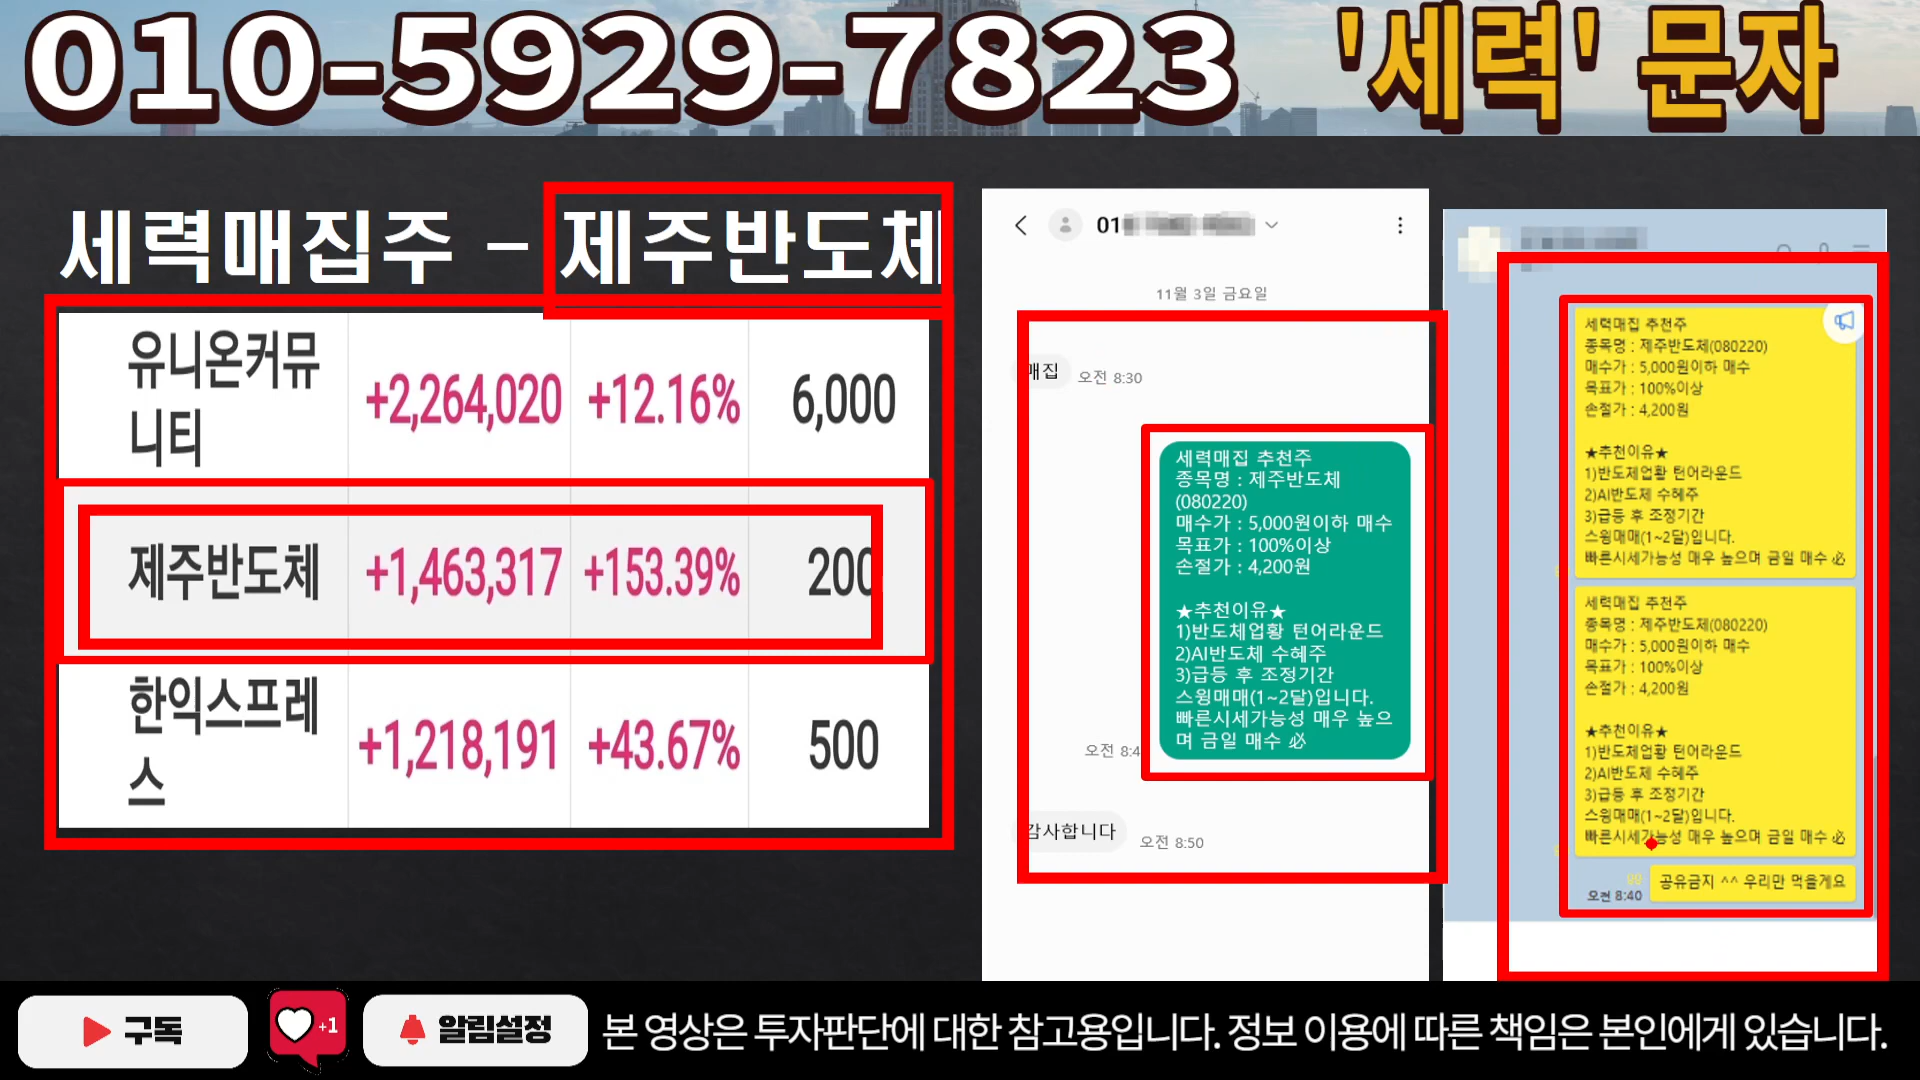 010-5929-7823 '세력' 문자
세력매집주 – 제주반도체
유니온커뮤
니티
+2,264,020 +12.16% 6,000
제주반도체 +1,463,317 +153.39% 200
한익스프레
스
+1,218,191 +43.67% 500
01
11월 3일 금요일
매집 오전 8:30
세력매집 추천주
종목명 : 제주반도체
(080220)
매수가 : 5,000원이하 매수
목표가 : 100%이상
손절가 : 4,200원
★추천이유★
1)반도체업황 턴어라운드
2)AI반도체 수혜주
3)급등 후 조정기간
스윙매매(1~2달)입니다.
빠른시세가능성 매우 높으
며 금일 매수 必
오전 8:4
감사합니다 오전 8:50
세력매집 추천주
종목명 : 제주반도체(080220)
매수가 : 5,000원이하 매수
목표가 : 100%이상
손절가 : 4,200원
★추천이유★
1)반도체업황 턴어라운드
2)AI반도체 수혜주
3)급등 후 조정기간
스윙매매(1~2달)입니다.
빠른시세가능성 매우 높으며 금일 매수 必
세력매집 추천주
종목명 : 제주반도체(080220)
매수가 : 5,000원이하 매수
목표가 : 100%이상
손절가 : 4,200원
★추천이유★
1)반도체업황 턴어라운드
2)AI반도체 수혜주
3)급등 후 조정기간
스윙매매(1~2달)입니다.
빠른시세가능성 매우 높으며 금일 매수 必
오전 8:40 공유금지 ^^ 우리만 먹을게요
구독 +1 알림설정 본 영상은 투자판단에 대한 참고용입니다. 정보 이용에 따른 책임은 본인에게 있습니다.